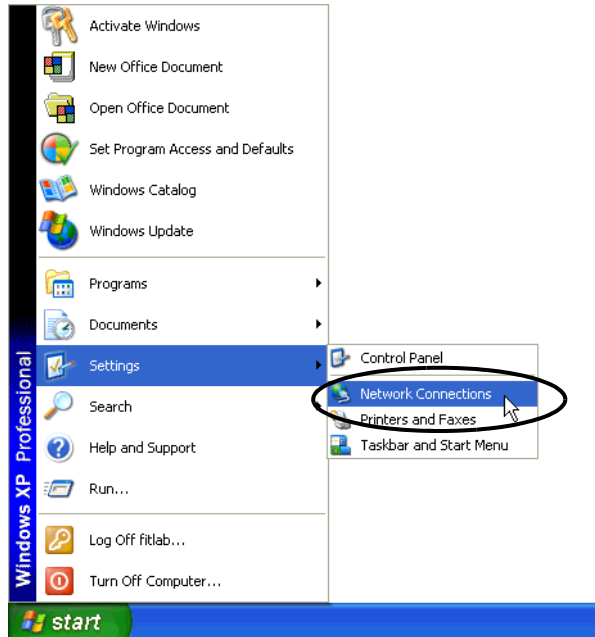 Activate Windows
New Office Document
Open Office Document
Set Program Access and Defaults
Windows Catalog
Windows Update
Programs
Documents
Settings
Search
Help and Support
Run...
Log Off fitlab...
Turn Off Computer...
Control Panel
Network Connections
Printers and Faxes
Taskbar and Start Menu
Windows XP Professional
start